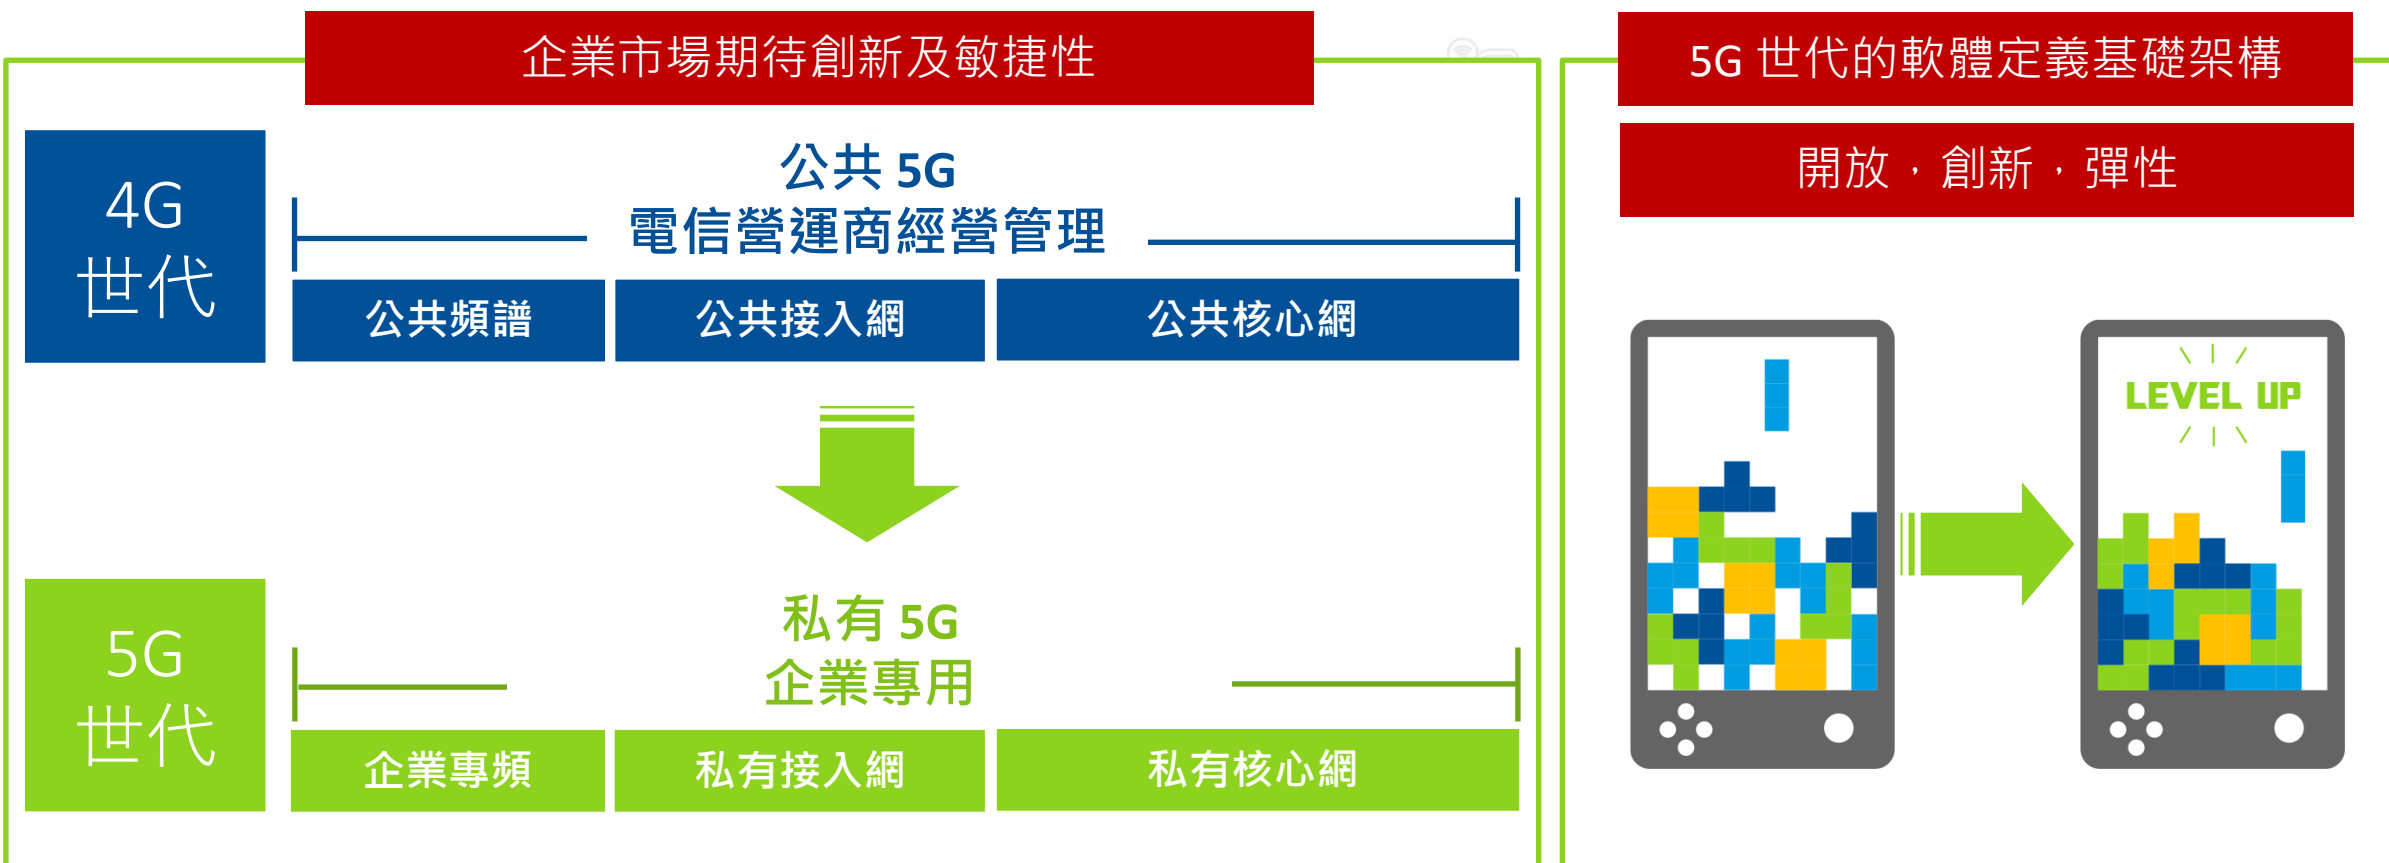 企業市場期待創新及敏捷性
4G
世代
公共 5G
電信營運商經營管理
公共頻譜
公共接入網
公共核心網
5G
世代
私有 5G
企業專用
企業專頻
私有接入網
私有核心網
5G 世代的軟體定義基礎架構
開放，創新，彈性
LEVEL UP